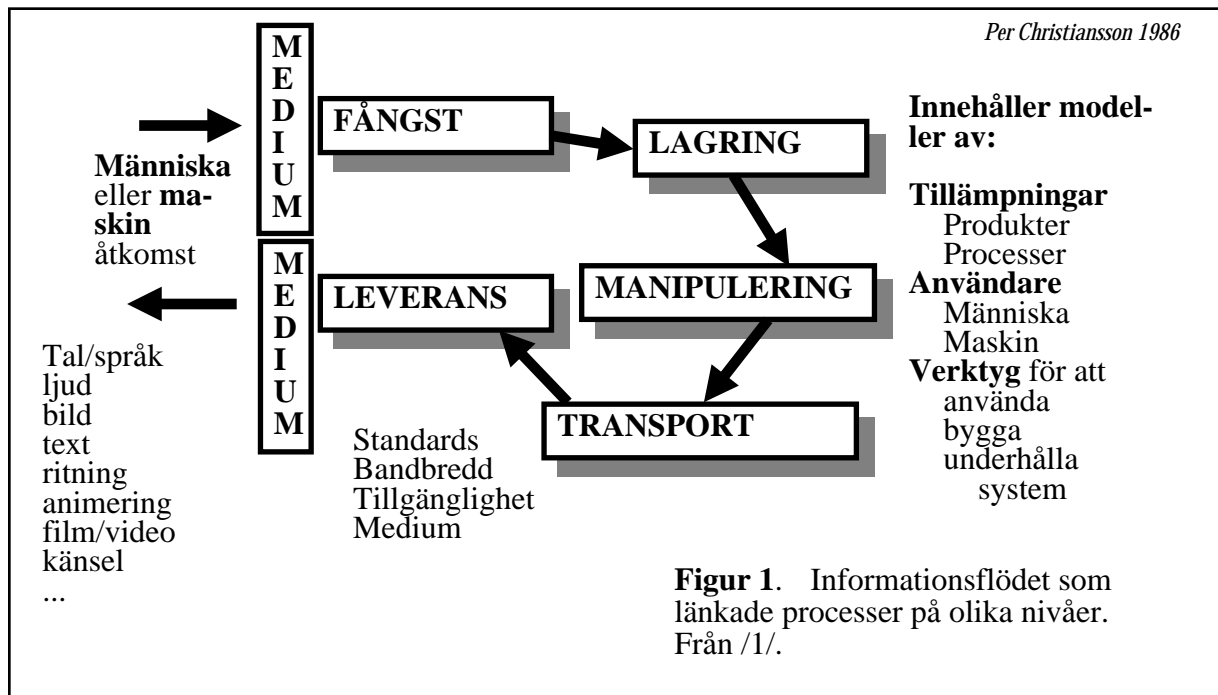 Per Christiansson 1986
MEDIUM
FÅNGST
LAGRING
Människa
eller ma-
skin
åtkomst
MEDIUM
LEVERANS
MANIPULERING
TRANSPORT
Tal/språk
ljud
bild
text
ritning
animering
film/video
känsel
...
Standards
Bandbredd
Tillgänglighet
Medium
Innehåller model-
ler av:
Tillämpningar
Produkter
Processer
Användare
Människa
Maskin
Verktyg för att
använda
bygga
underhålla
system
Figur 1. Informationsflödet som
länkade processer på olika nivåer.
Från /1/.